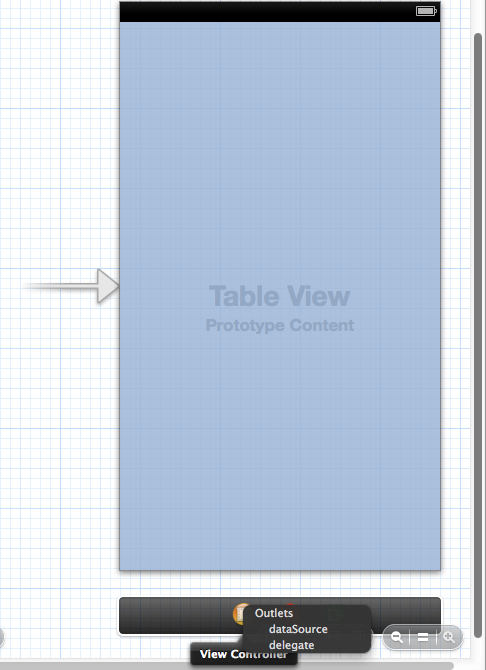 Table View
Prototype Content
Outlets
dataSource
delegate
View Controller